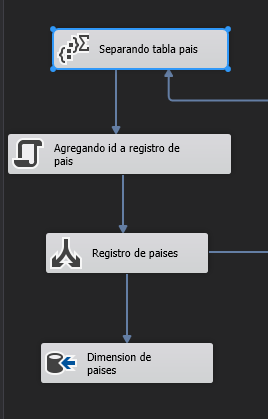 Separando tabla pais
Agregando id a registro de
pais
Registro de paises
Dimension de
paises